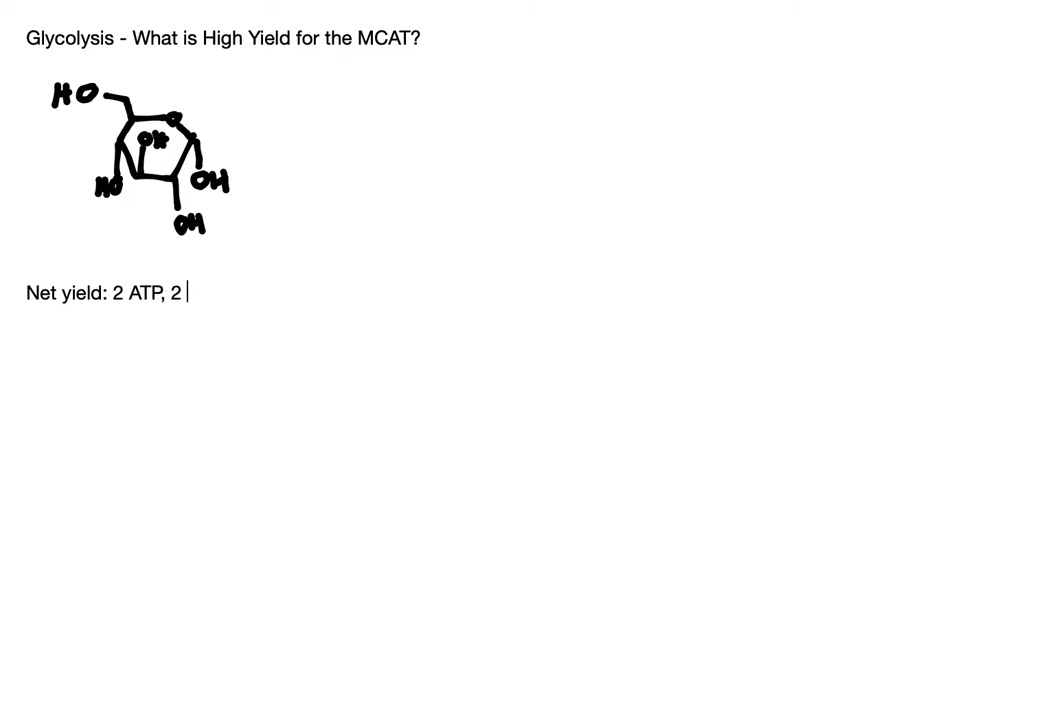 Glycolysis - What is High Yield for the MCAT?
HO
O
OH
HO
OH
OH
Net yield: 2 ATP, 2